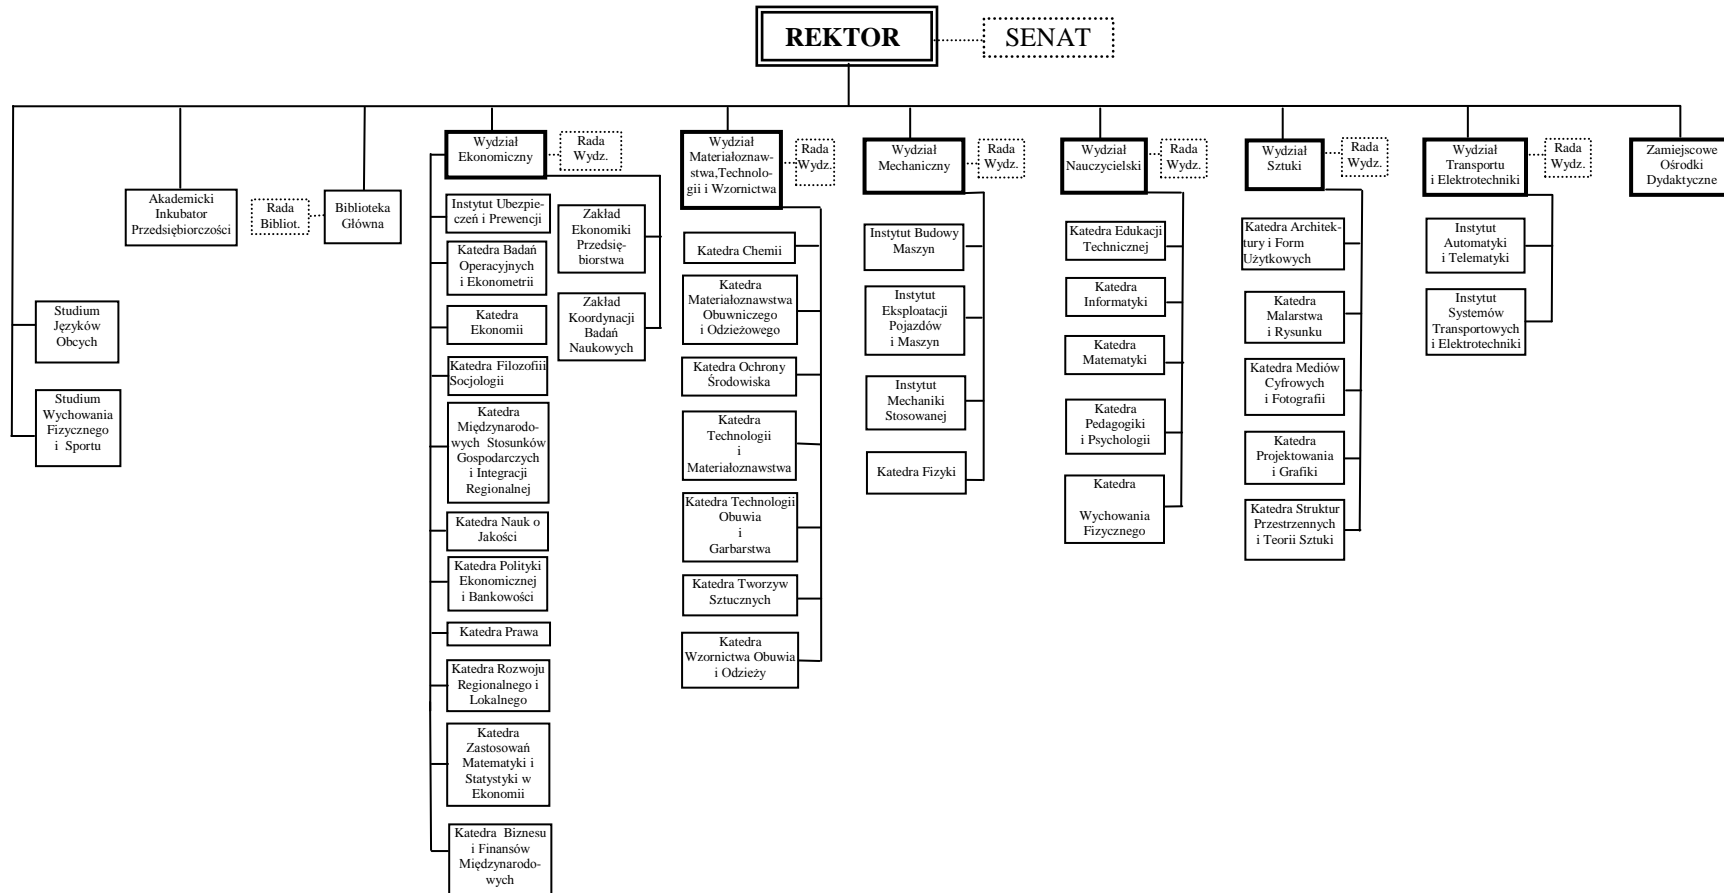 REKTOR
SENAT
Wydział
Ekonomiczny
Rada
Wydz.
Wydział
Materiałoznaw-
stwa,Technolo-
gii i Wzornictwa
Rada
Wydz.
Wydział
Mechaniczny
Rada
Wydz.
Wydział
Nauczycielski
Rada
Wydz.
Wydział
Sztuki
Rada
Wydz.
Wydział
Transportu
i Elektrotechniki
Rada
Wydz.
Zamiejscowe
Ośrodki
Dydaktyczne
Akademicki
Inkubator
Przedsiębiorczości
Rada
Bibliot.
Biblioteka
Główna
Studium
Języków
Obcych
Studium
Wychowania
Fizycznego
i Sportu
Instytut Ubezpie-
czeń i Prewencji
Katedra Badań
Operacyjnych
i Ekonometrii
Katedra
Ekonomii
Katedra Filozofiii
Socjologii
Katedra
Międzynarodo-
wych Stosunków
Gospodarczych
i Integracji
Regionalnej
Katedra Nauk o
Jakości
Katedra Polityki
Ekonomicznej
i Bankowości
Katedra Prawa
Katedra Rozwoju
Regionalnego i
Lokalnego
Katedra
Zastosowań
Matematyki i
Statystyki w
Ekonomii
Katedra Biznesu
i Finansów
Międzynarodo-
wych
Zakład
Ekonomiki
Przedsię-
biorstwa
Zakład
Koordynacji
Badań
Naukowych
Katedra Chemii
Katedra
Materiałoznawstwa
Obuwniczego
i Odzieżowego
Katedra Ochrony
Środowiska
Katedra
Technologii
i
Materiałoznawstwa
Katedra Technologii
Obuwia
i
Garbarstwa
Katedra Tworzyw
Sztucznych
Katedra
Wzornictwa Obuwia
i Odzieży
Instytut Budowy
Maszyn
Instytut
Eksploatacji
Pojazdów
i Maszyn
Instytut
Mechaniki
Stosowanej
Katedra Fizyki
Katedra Edukacji
Technicznej
Katedra
Informatyki
Katedra
Matematyki
Katedra
Pedagogiki
i Psychologii
Katedra
Wychowania
Fizycznego
Katedra Architek-
tury i Form
Użytkowych
Katedra
Malarstwa
i Rysunku
Katedra Mediów
Cyfrowych
i Fotografii
Katedra
Projektowania
i Grafiki
Katedra Struktur
Przestrzennych
i Teorii Sztuki
Instytut
Automatyki
i Telematyki
Instytut
Systemów
Transportowych
i Elektrotechniki